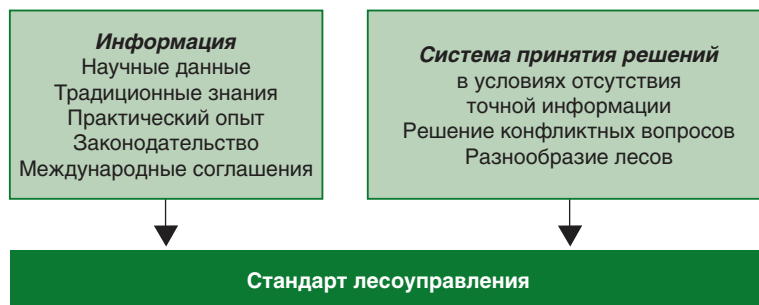 Информация
Научные данные
Традиционные знания
Практический опыт
Законодательство
Международные соглашения
Система принятия решений
в условиях отсутствия
точной информации
Решение конфликтных вопросов
Разнообразие лесов
Стандарт лесоуправления